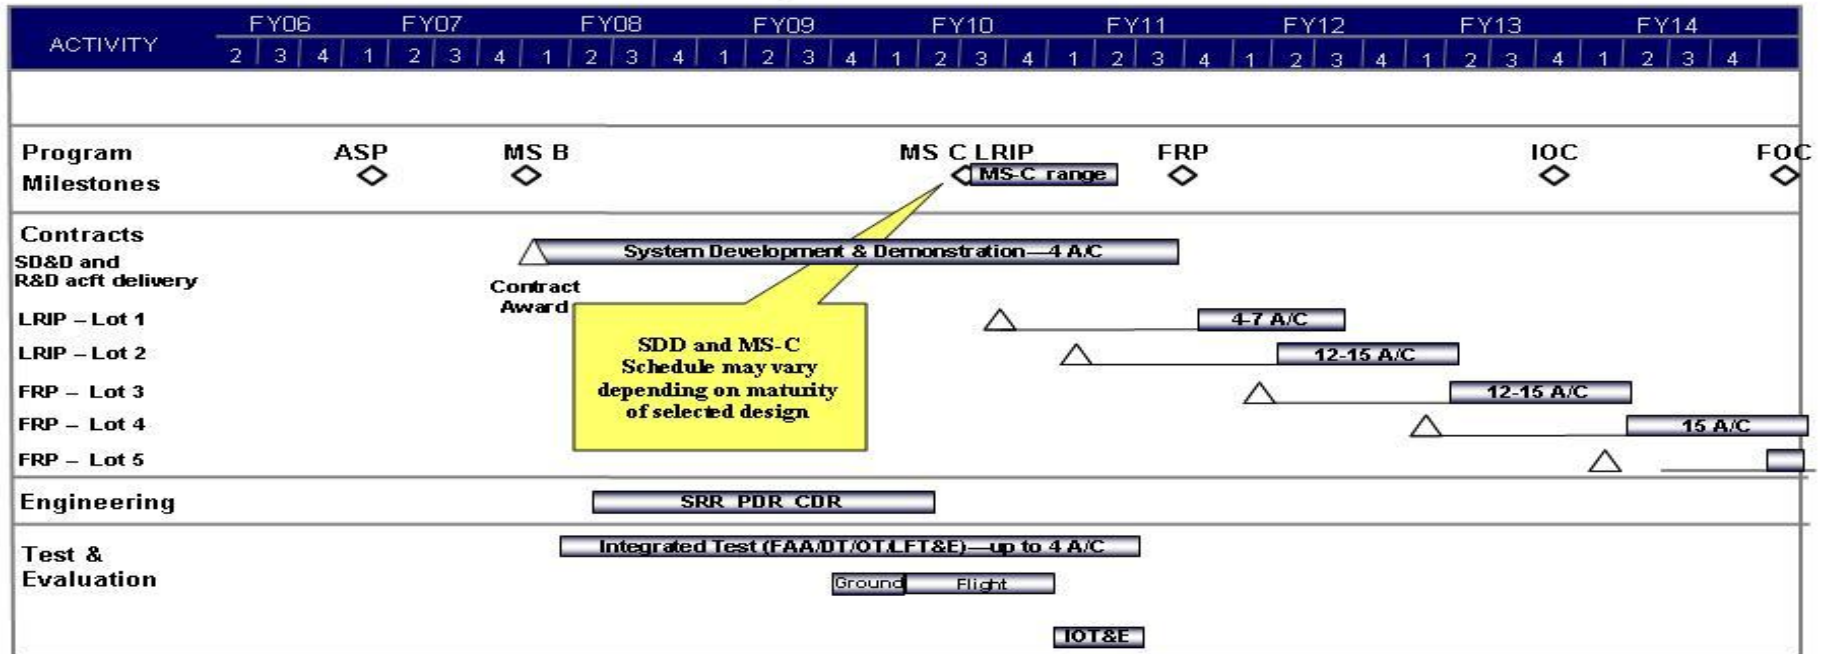 FY06 FY07 FY08 FY09 FY10 FY11 FY12 FY13 FY14
ACTIVITY
2 3 4 1 2 3 4 1 2 3 4 1 2 3 4 1 2 3 4 1 2 3 4 1 2 3 4 1 2 3 4 1 2 3 4
Program Milestones
ASP MS B MS C LRIP FRP IOC FOC
MS-C range
Contracts
SD&D and
R&D acft delivery
System Development & Demonstration—4 A/C
Contract
Award
SDD and MS-C
Schedule may vary
depending on maturity
of selected design
LRIP – Lot 1
4-7 A/C
LRIP – Lot 2
12-15 A/C
FRP – Lot 3
12-15 A/C
FRP – Lot 4
15 A/C
FRP – Lot 5
Engineering
SRR PDR CDR
Test &
Evaluation
Integrated Test (FAA/DT/OT/LFT&E)—up to 4 A/C
Ground Flight
IOT&E